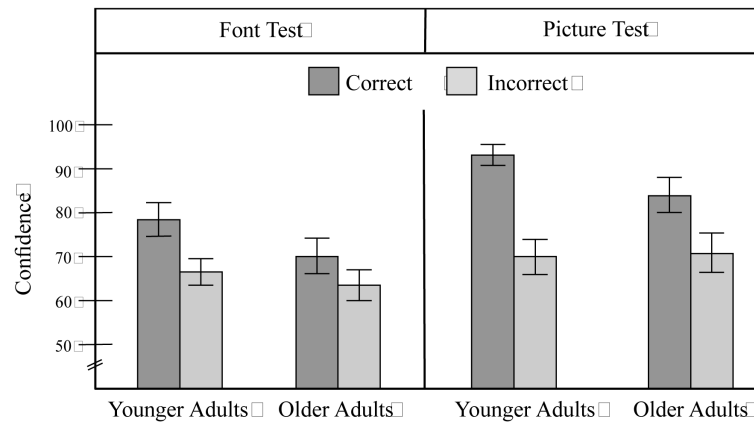 Font Test Picture Test
Correct Incorrect
100
90
80
70
60
50
Confidence
Younger Adults Older Adults Younger Adults Older Adults